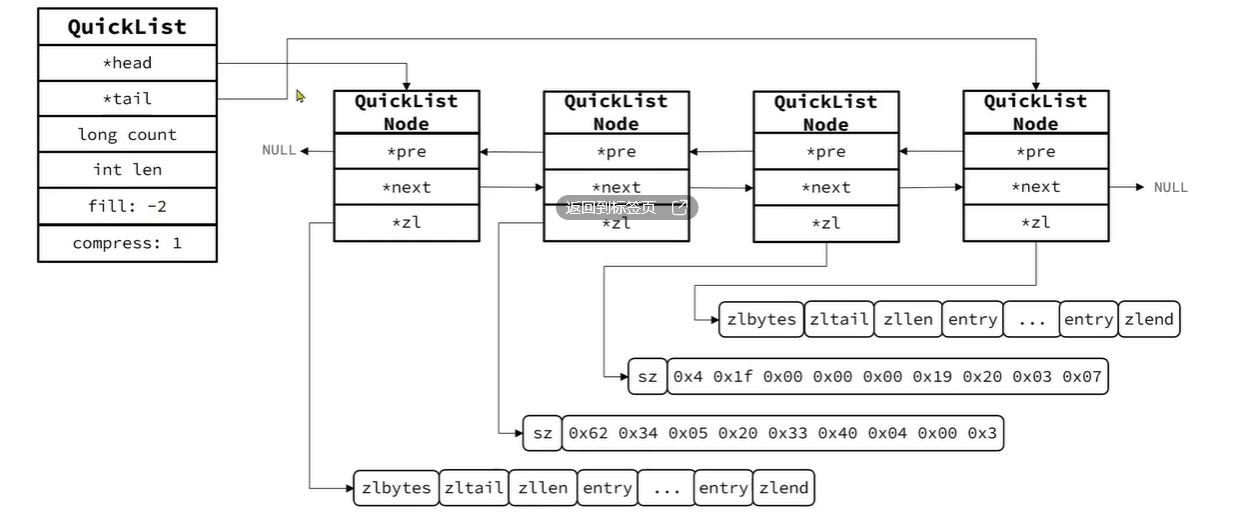 QuickList
*head
*tail
long count
int len
fill: -2
compress: 1
QuickList QuickList QuickList QuickList
Node Node Node Node
NULL *pre *pre *pre *pre
*next *next *next *next NULL
返回到标签页
*zl *zl *zl *zl
zlbytes zltail zllen entry ... entry zlend
sz 0x4 0x1f 0x00 0x00 0x00 0x19 0x20 0x03 0x07
sz 0x62 0x34 0x05 0x20 0x33 0x40 0x04 0x00 0x3
zlbytes zltail zllen entry ... entry zlend